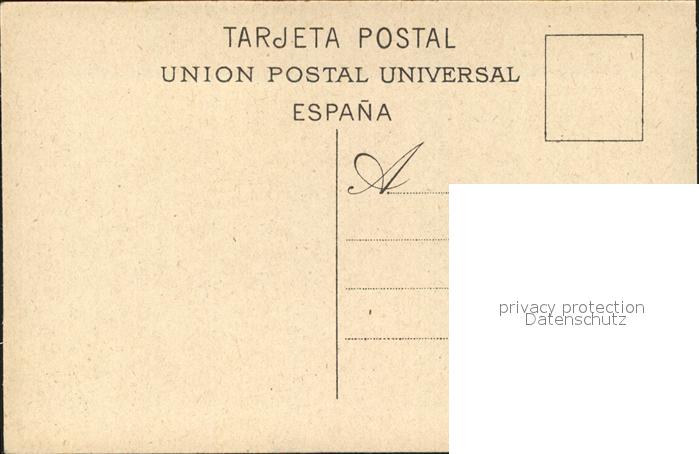 TARJETA POSTAL
UNION POSTAL UNIVERSAL
ESPAÑA
A
privacy protection
Datenschutz